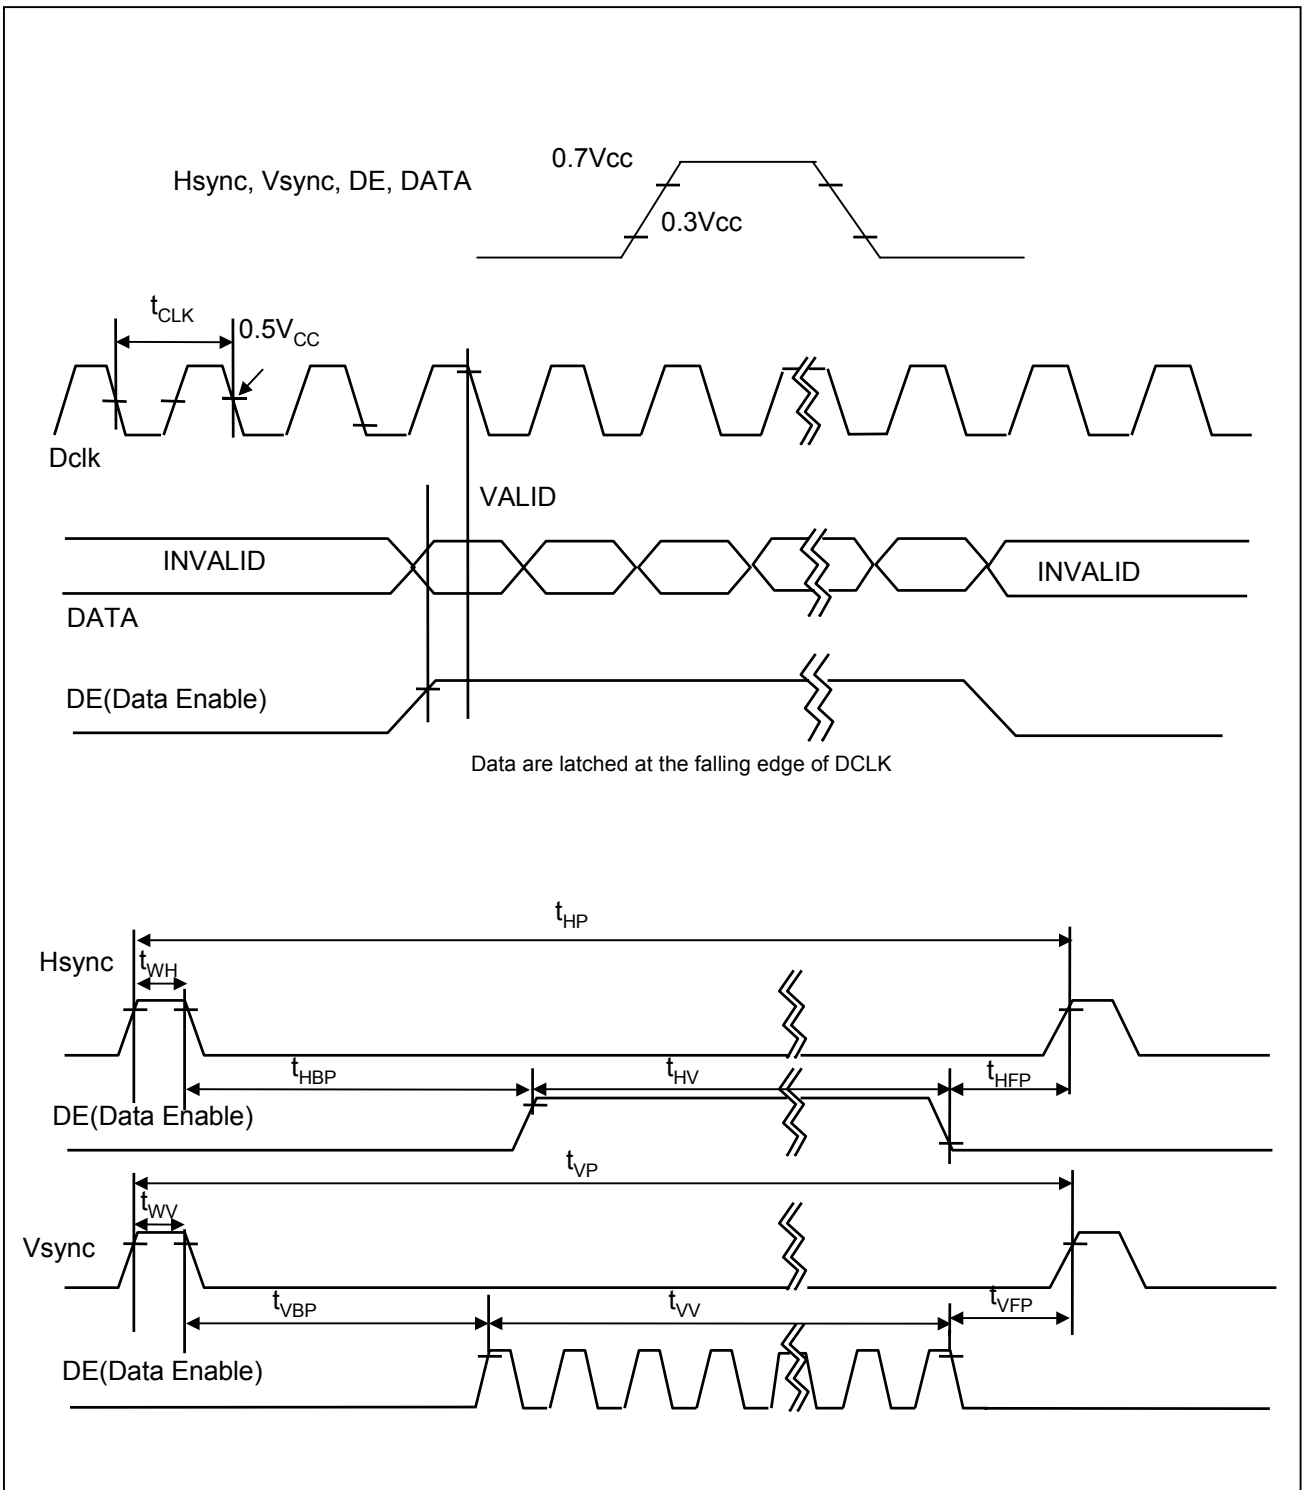 0.7Vcc
Hsync, Vsync, DE, DATA
0.3Vcc
tCLK
0.5VCC
Dclk
VALID
INVALID
INVALID
DATA
DE(Data Enable)
Data are latched at the falling edge of DCLK
tHP
Hsync
tWH
tHBP
tHV
tHFP
DE(Data Enable)
tVP
tWV
Vsync
tVBP
tVV
tVFP
DE(Data Enable)